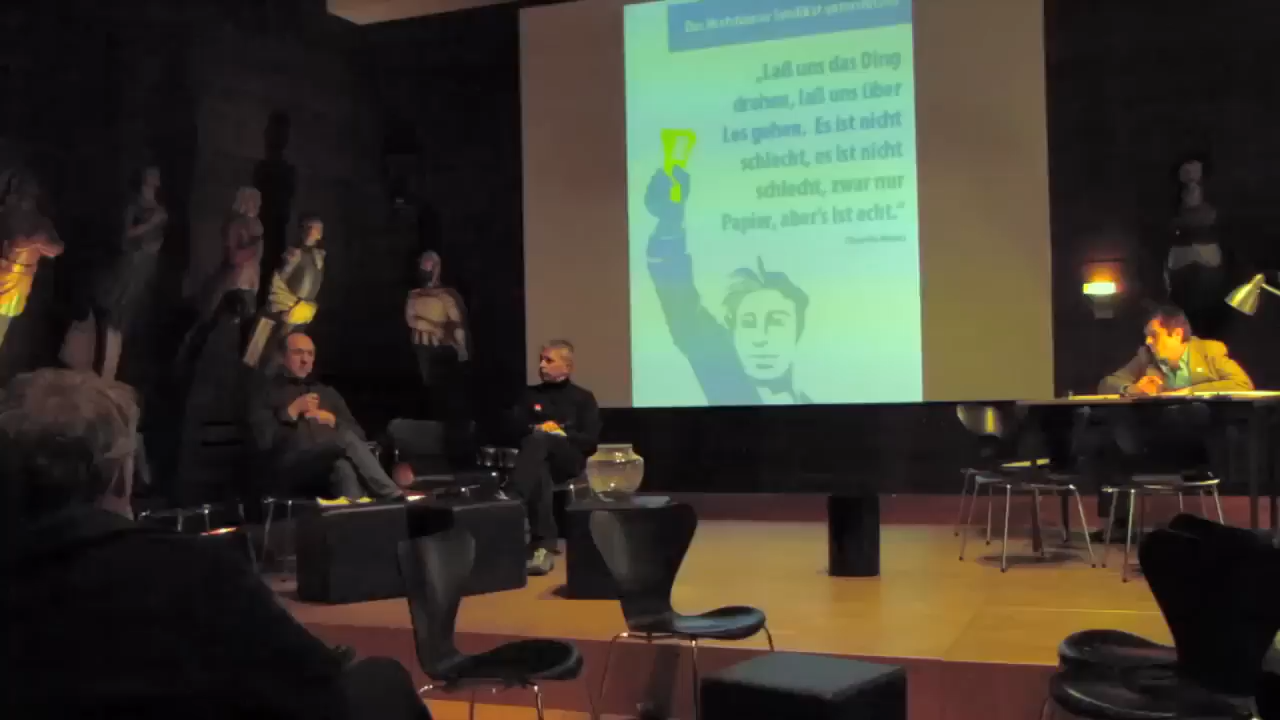 „Laß uns das Ding
drehen, laß uns über
Los gehen. Es ist nicht
schlecht, es ist nicht
schlecht, zwar nur
Papier, aber's ist echt.“